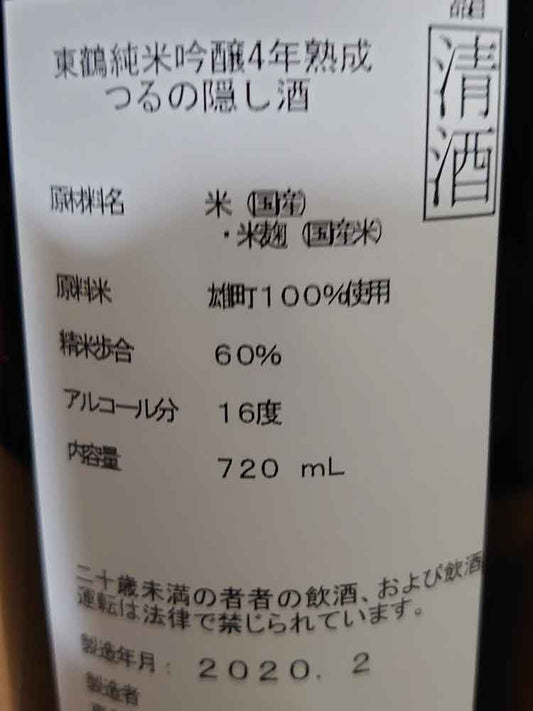 品目
清酒
東鶴純米吟醸4年熟成
つるの隠し酒
原材料名 米（国産）
・米麹（国産米）
原料米 雄町100%使用
精米歩合 60%
アルコール分 16度
内容量 720 mL
二十歳未満の者者の飲酒、および飲酒
運転は法律で禁じられています。
製造年月：2020.2
製造者